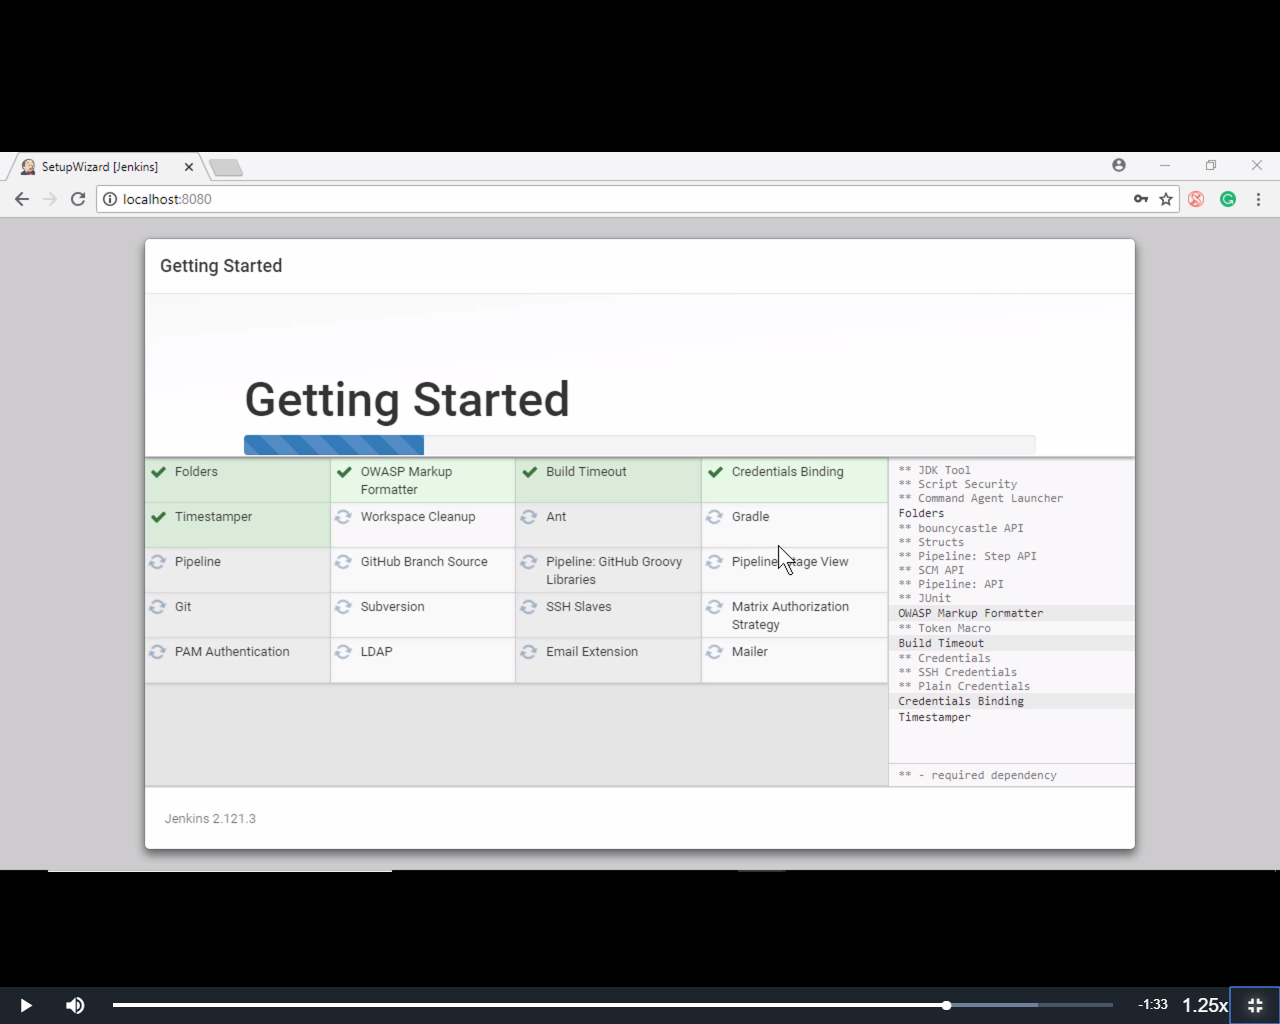 SetupWizard [Jenkins]
localhost:8080
Getting Started
Getting Started
Folders
OWASP Markup
Formatter
Build Timeout
Credentials Binding
Timestamper
Workspace Cleanup
Ant
Gradle
Pipeline
GitHub Branch Source
Pipeline: GitHub Groovy
Libraries
Pipeline age View
Git
Subversion
SSH Slaves
Matrix Authorization
Strategy
PAM Authentication
LDAP
Email Extension
Mailer
** JDK Tool
** Script Security
** Command Agent Launcher
Folders
** bouncycastle API
** Structs
** Pipeline: Step API
** SCM API
** Pipeline: API
** JUnit
OWASP Markup Formatter
** Token Macro
Build Timeout
** Credentials
** SSH Credentials
** Plain Credentials
Credentials Binding
Timestamper
** - required dependency
Jenkins 2.121.3
-1:33
1.25x